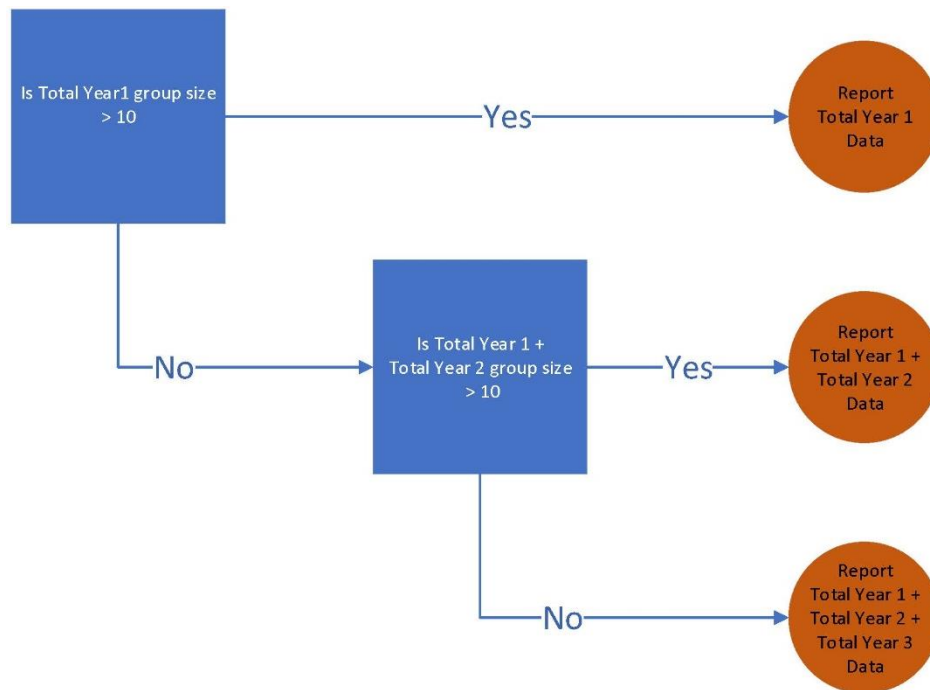 Is Total Year1 group size
> 10
Yes
Report
Total Year 1
Data
No
Is Total Year 1 +
Total Year 2 group size
> 10
Yes
Report
Total Year 1 +
Total Year 2
Data
No
Report
Total Year 1 +
Total Year 2 +
Total Year 3
Data